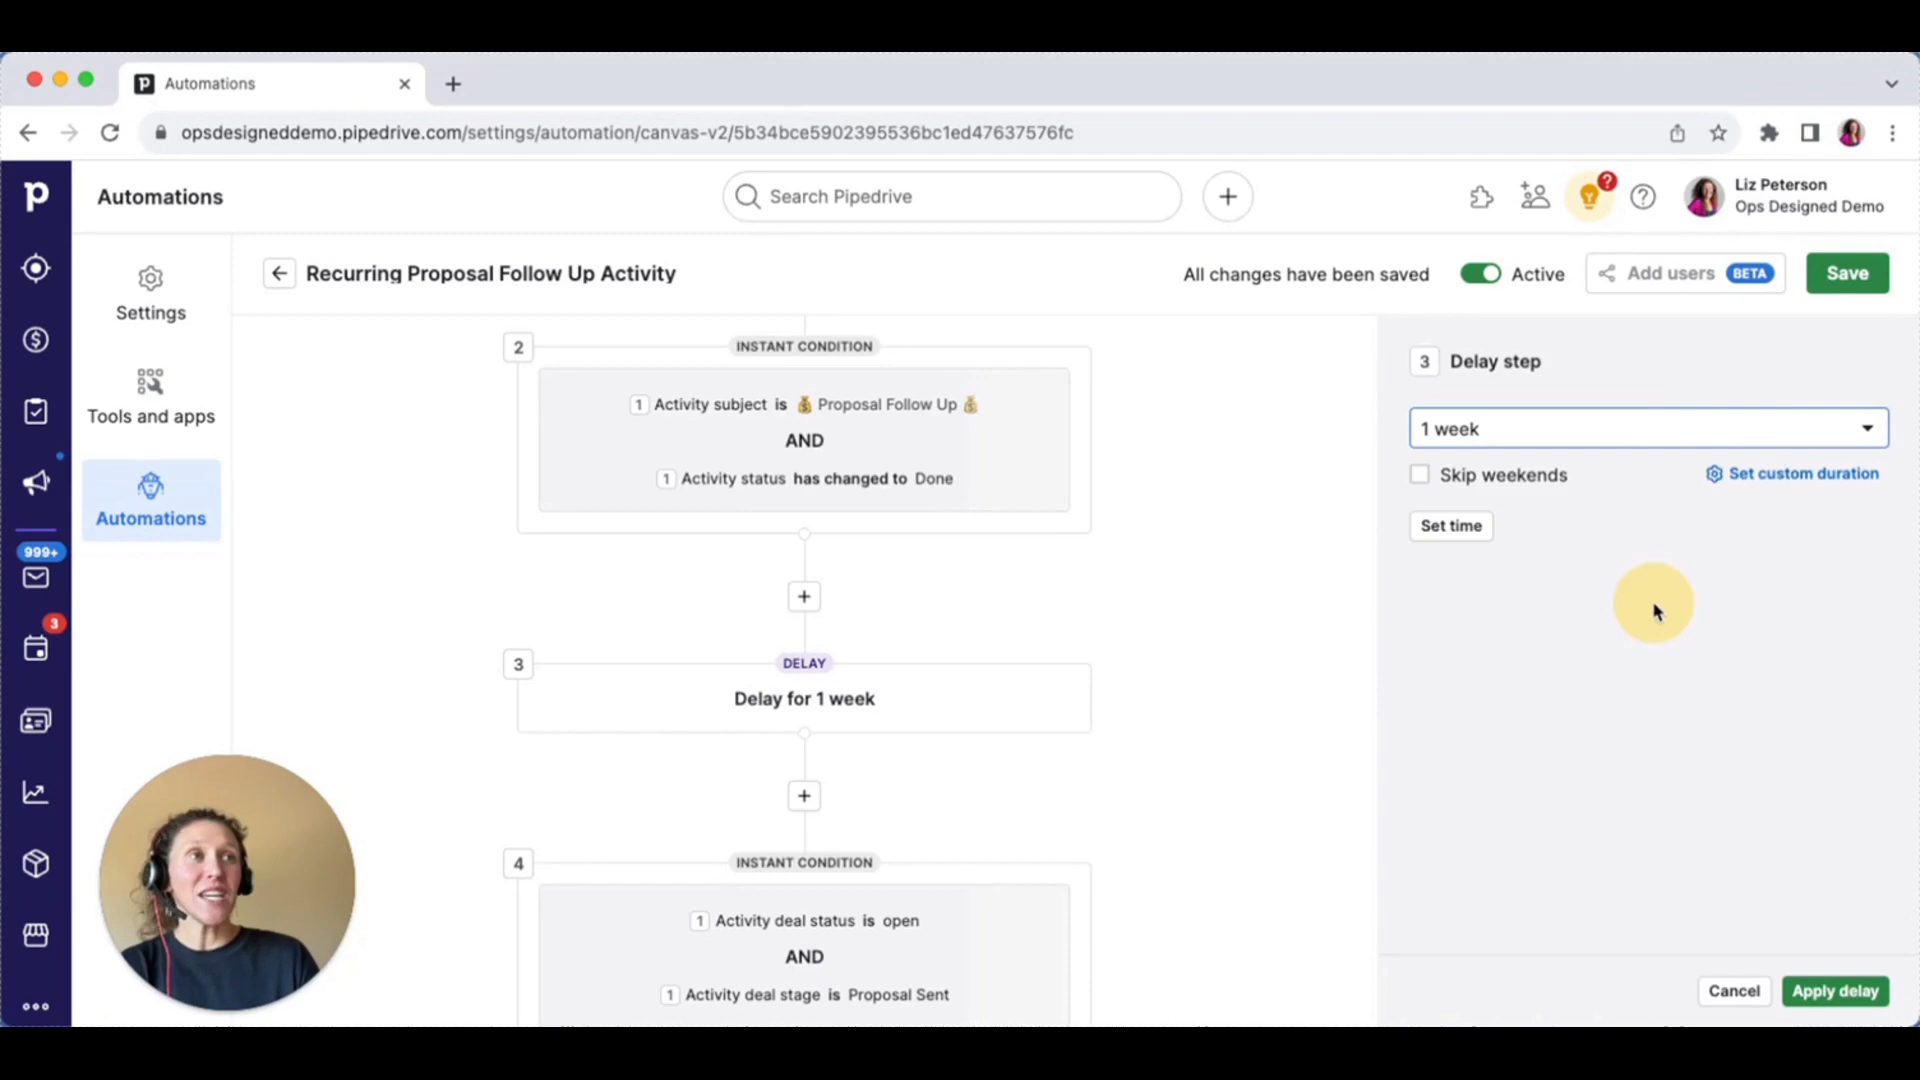 Automations
opsdesigneddemo.pipedrive.com/settings/automation/canvas-v2/5b34bce5902395536bc1ed47637576fc
Automations
Search Pipedrive
?
Liz Peterson
Ops Designed Demo
Settings
Tools and apps
Automations
999+
3
Recurring Proposal Follow Up Activity
All changes have been saved
Active
Add users BETA
Save
2 INSTANT CONDITION
1 Activity subject is 💰 Proposal Follow Up 💰
AND
1 Activity status has changed to Done
3 DELAY
Delay for 1 week
4 INSTANT CONDITION
1 Activity deal status is open
AND
1 Activity deal stage is Proposal Sent
3 Delay step
1 week
Skip weekends
Set custom duration
Set time
Cancel
Apply delay